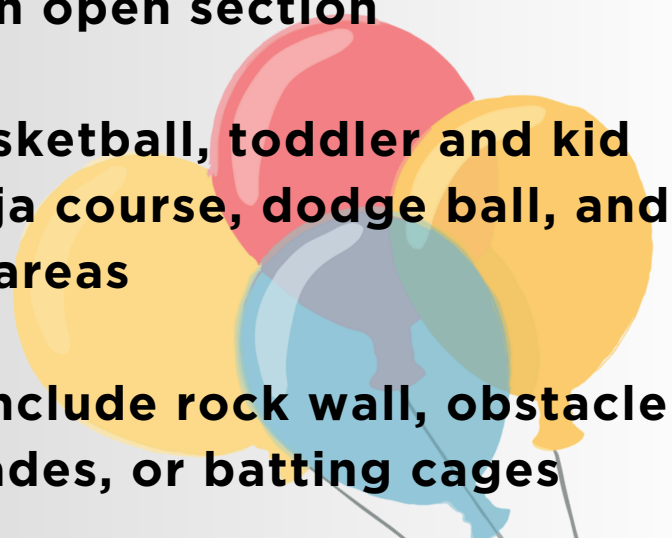 n open section
sketball, toddler and kid
ja course, dodge ball, and
areas
nclude rock wall, obstacle
ades, or batting cages